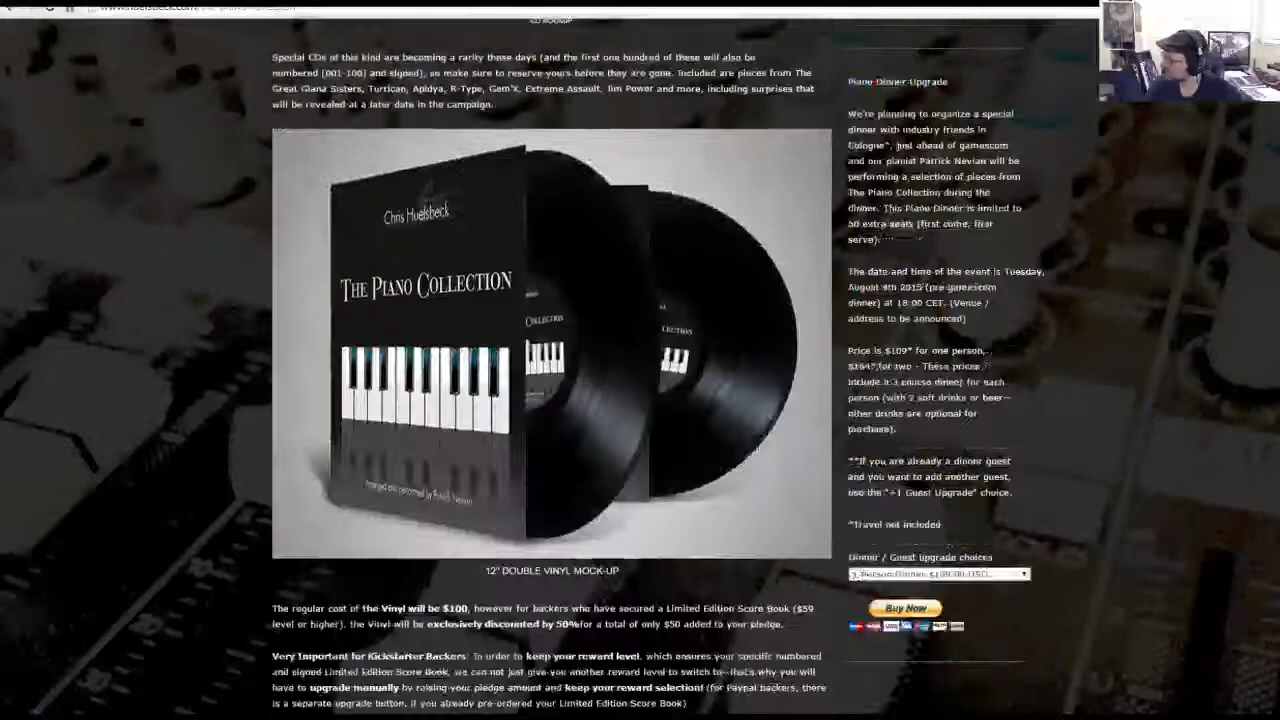 Special CDs of this kind are becoming a rarity these days (and the first one hundred of these will also be
numbered [001-100] and signed), so make sure to reserve yours before they are gone. Included are pieces from The
Great Giana Sisters, Turrican, Apidya, R-Type, Gem'X, Extreme Assault, Jim Power and more, including surprises that
will be revealed at a later date in the campaign.
Chris Huelsbeck
THE PIANO COLLECTION
Arranged and performed by Patrick Nevian
COLLECTION
12" DOUBLE VINYL MOCK-UP
The regular cost of the Vinyl will be $100, however for backers who have secured a Limited Edition Score Book ($59
level or higher), the Vinyl will be exclusively discounted by 50% for a total of only $50 added to your pledge.
Very Important for Kickstarter Backers: In order to keep your reward level, which ensures your specific numbered
and signed Limited Edition Score Book, we can not just give you another reward level to switch to--that's why you will
have to upgrade manually by raising your pledge amount and keep your reward selection! (for Paypal backers, there
is a separate upgrade button, if you already pre-ordered your Limited Edition Score Book)
Piano Dinner Upgrade
We're planning to organize a special
dinner with industry friends in
Cologne*, just ahead of gamescom
and our pianist Patrick Nevian will be
performing a selection of pieces from
The Piano Collection during the
dinner. This Piano Dinner is limited to
50 extra seats (first come, first
serve).
The date and time of the event is Tuesday,
August 4th 2015 (pre-gamescom
dinner) at 18:00 CET. (Venue /
address to be announced)
Price is $109* for one person,
for two - These prices
include a 3 course dinner for each
person (with 2 soft drinks or beer—
other drinks are optional for
purchase).
**If you are already a dinner guest
and you want to add another guest,
use the "+1 Guest Upgrade" choice.
*Travel not included
Dinner / Guest upgrade choices
1 Person Dinner $109.00 USD
Buy Now